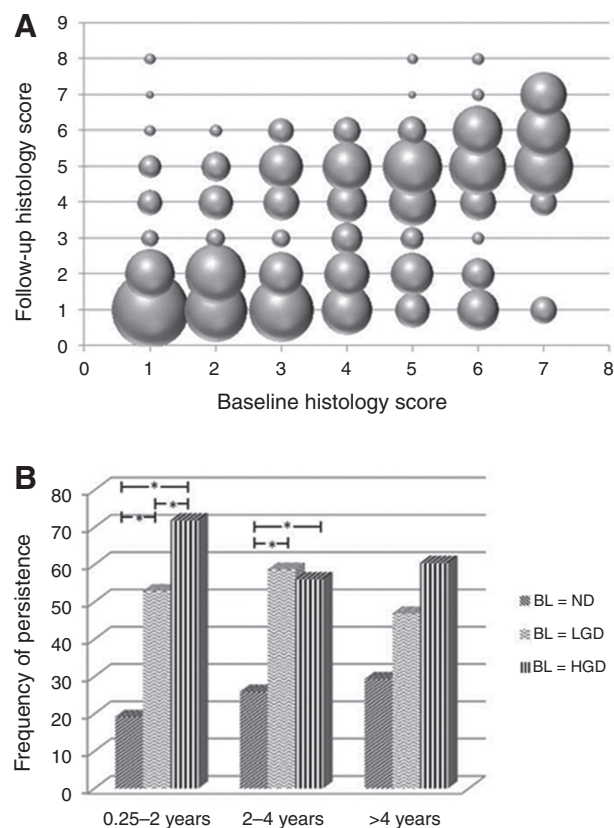 A
Follow-up histology score
9
8
7
6
5
4
3
2
1
0
0 1 2 3 4 5 6 7 8
Baseline histology score
B
Frequency of persistence
80
70
60
50
40
30
20
10
0
* * *
* *
0.25–2 years 2–4 years >4 years
BL = ND
BL = LGD
BL = HGD